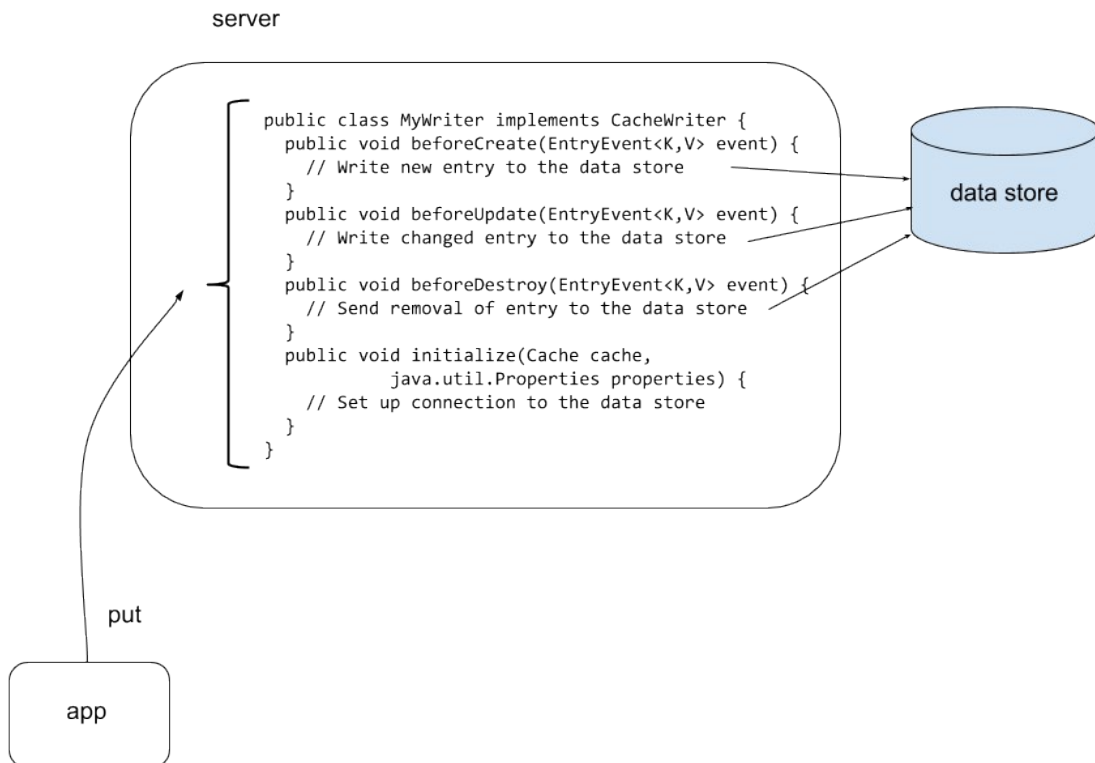 server
public class MyWriter implements CacheWriter {
public void beforeCreate(EntryEvent<K,V> event) {
// Write new entry to the data store
}
public void beforeUpdate(EntryEvent<K,V> event) {
// Write changed entry to the data store
}
public void beforeDestroy(EntryEvent<K,V> event) {
// Send removal of entry to the data store
}
public void initialize(Cache cache,
java.util.Properties properties) {
// Set up connection to the data store
}
}
data store
put
app